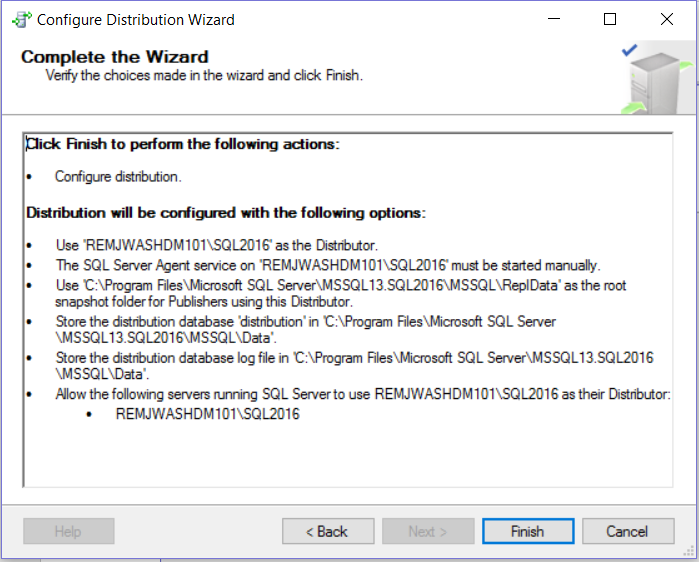 Configure Distribution Wizard
Complete the Wizard
Verify the choices made in the wizard and click Finish.
Click Finish to perform the following actions:
• Configure distribution.
Distribution will be configured with the following options:
• Use 'REMJWASHDM101\SQL2016' as the Distributor.
• The SQL Server Agent service on 'REMJWASHDM101\SQL2016' must be started manually.
• Use 'C:\Program Files\Microsoft SQL Server\MSSQL13.SQL2016\MSSQL\ReplData' as the root
snapshot folder for Publishers using this Distributor.
• Store the distribution database 'distribution' in 'C:\Program Files\Microsoft SQL Server
\MSSQL13.SQL2016\MSSQL\Data'.
• Store the distribution database log file in 'C:\Program Files\Microsoft SQL Server\MSSQL13.SQL2016
\MSSQL\Data'.
• Allow the following servers running SQL Server to use REMJWASHDM101\SQL2016 as their Distributor:
• REMJWASHDM101\SQL2016
Help
< Back
Next >
Finish
Cancel